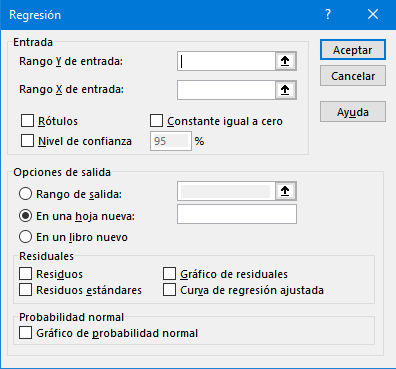 Regresión ? ×
Entrada
Rango Y de entrada: Aceptar
Cancelar
Rango X de entrada:
Ayuda
Rótulos Constante igual a cero
Nivel de confianza 95 %
Opciones de salida
Rango de salida:
En una hoja nueva:
En un libro nuevo
Residuales
Residuos Gráfico de residuales
Residuos estándares Curva de regresión ajustada
Probabilidad normal
Gráfico de probabilidad normal